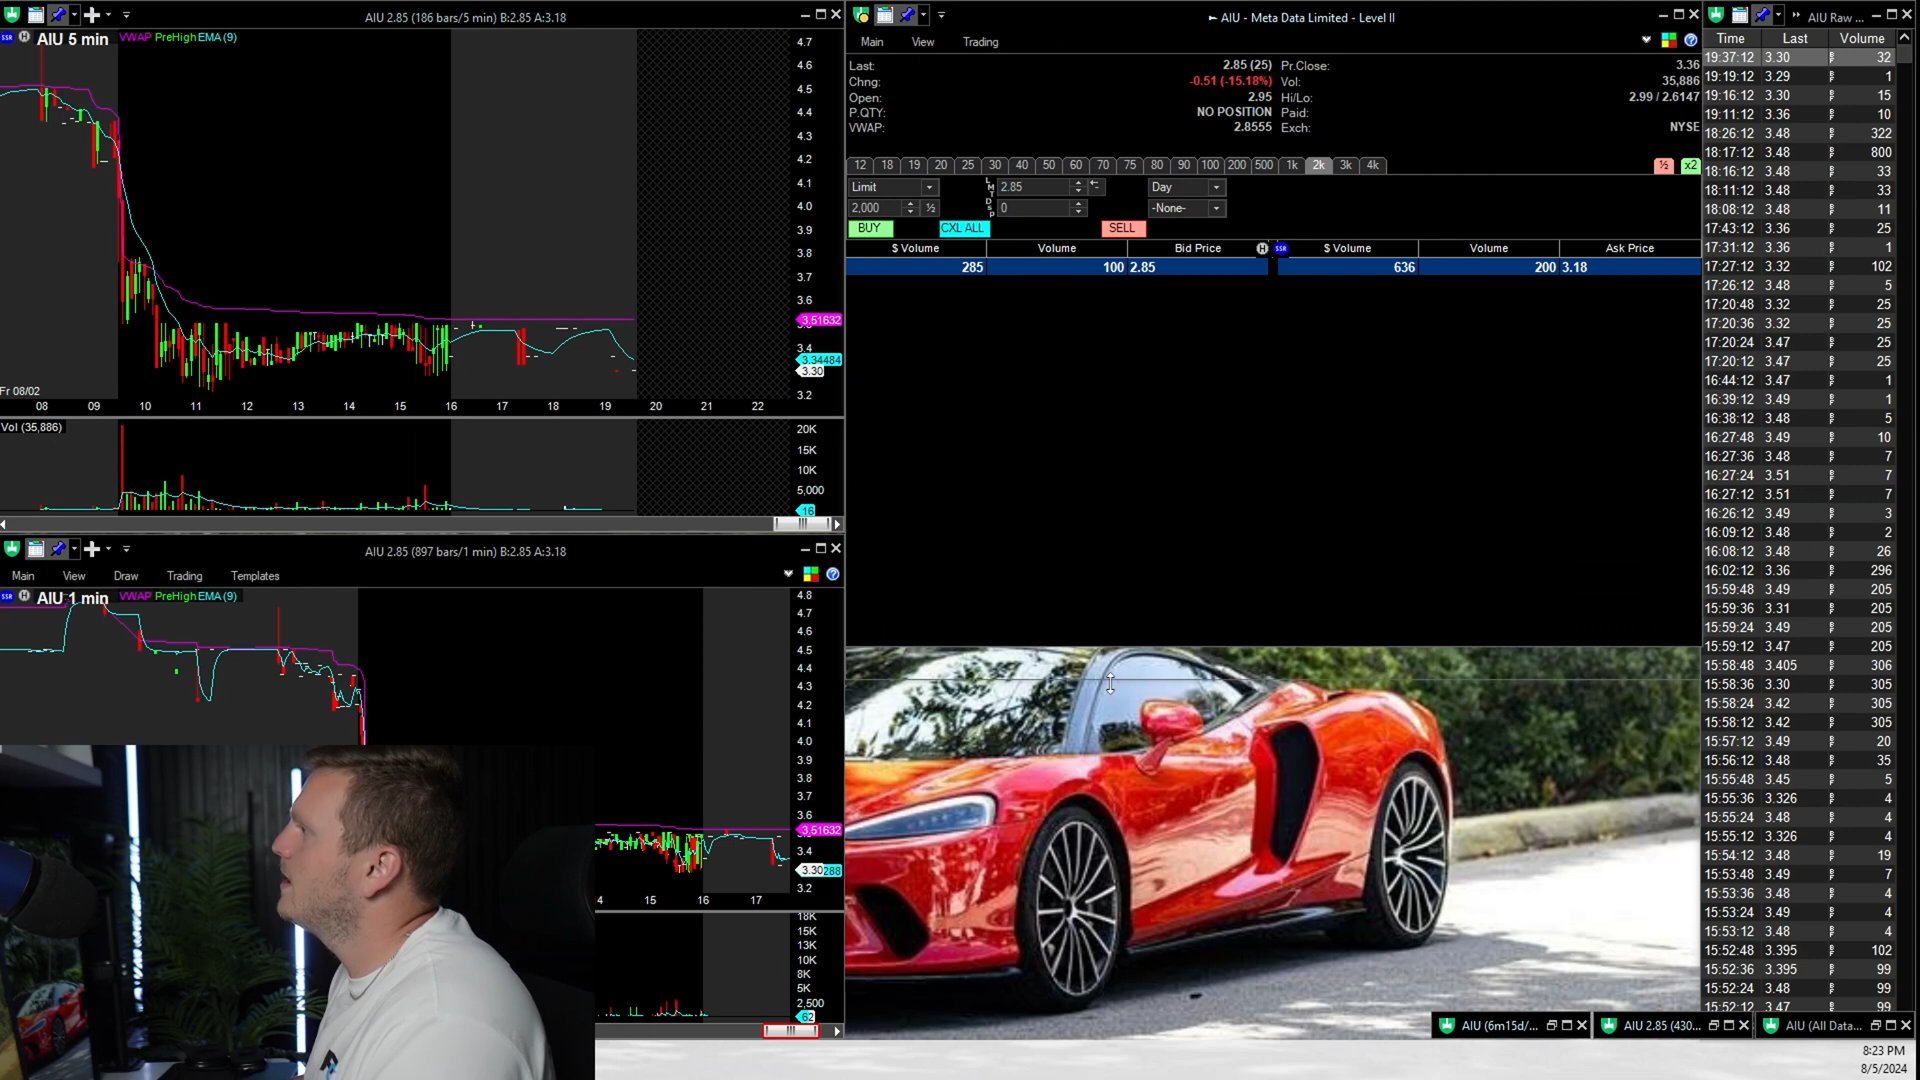 AIU 2.85 (186 bars/5 min) B:2.85 A:3.18
SSR H AIU 5 min VWAP PreHigh EMA (9)
4.7
4.6
4.5
4.4
4.3
4.2
4.1
4.0
3.9
3.8
3.7
3.6
3.51632
3.4
3.34484
3.30
3.2
Fr 08/02
08 09 10 11 12 13 14 15 16 17 18 19 20 21 22
Vol (35,886)
20K
15K
10K
5,000
16
AIU 2.85 (897 bars/1 min) B:2.85 A:3.18
Main View Draw Trading Templates
SSR H AIU 1 min VWAP PreHigh EMA (9)
4.8
4.7
4.6
4.5
4.4
4.3
4.2
4.1
4.0
3.9
3.8
3.7
3.6
3.51632
3.4
3.30 288
3.2
4 15 16 17
18K
15K
13K
10K
8K
5K
2,500
62
AIU - Meta Data Limited - Level II
Main View Trading
Last: 2.85 (25) Pr.Close: 3.36
Chng: -0.51 (-15.18%) Vol: 35,886
Open: 2.95 Hi/Lo: 2.99 / 2.6147
P.QTY: NO POSITION Paid:
VWAP: 2.8555 Exch: NYSE
12 18 19 20 25 30 40 50 60 70 75 80 90 100 200 500 1k 2k 3k 4k ½ x2
Limit LMT 2.85 Day
2,000 ½ Dsp 0 -None-
BUY CXL ALL SELL
$ Volume Volume Bid Price H SSR $ Volume Volume Ask Price
285 100 2.85 636 200 3.18
AIU Raw ...
Time Last Volume
19:37:12 3.30 32
19:19:12 3.29 1
19:16:12 3.30 15
19:11:12 3.36 10
18:26:12 3.48 322
18:17:12 3.48 800
18:16:12 3.48 33
18:11:12 3.48 33
18:08:12 3.48 11
17:43:12 3.36 25
17:31:12 3.36 1
17:27:12 3.32 102
17:26:12 3.48 5
17:20:48 3.32 25
17:20:36 3.32 25
17:20:24 3.47 25
17:20:12 3.47 25
16:44:12 3.47 1
16:39:12 3.49 1
16:38:12 3.48 5
16:27:48 3.49 10
16:27:36 3.48 7
16:27:24 3.51 7
16:27:12 3.51 7
16:26:12 3.49 3
16:09:12 3.48 2
16:08:12 3.48 26
16:02:12 3.36 296
15:59:48 3.49 205
15:59:36 3.31 205
15:59:24 3.49 205
15:59:12 3.47 205
15:58:48 3.405 306
15:58:36 3.30 305
15:58:24 3.42 305
15:58:12 3.42 305
15:57:12 3.49 20
15:56:12 3.48 35
15:55:48 3.45 5
15:55:36 3.326 4
15:55:24 3.48 4
15:55:12 3.326 4
15:54:12 3.48 19
15:53:48 3.49 7
15:53:36 3.48 4
15:53:24 3.49 4
15:53:12 3.48 4
15:52:48 3.395 102
15:52:36 3.395 99
15:52:24 3.48 99
15:52:12 3.47 99
AIU (6m15d/... AIU 2.85 (430... AIU (All Data...
8:23 PM
8/5/2024